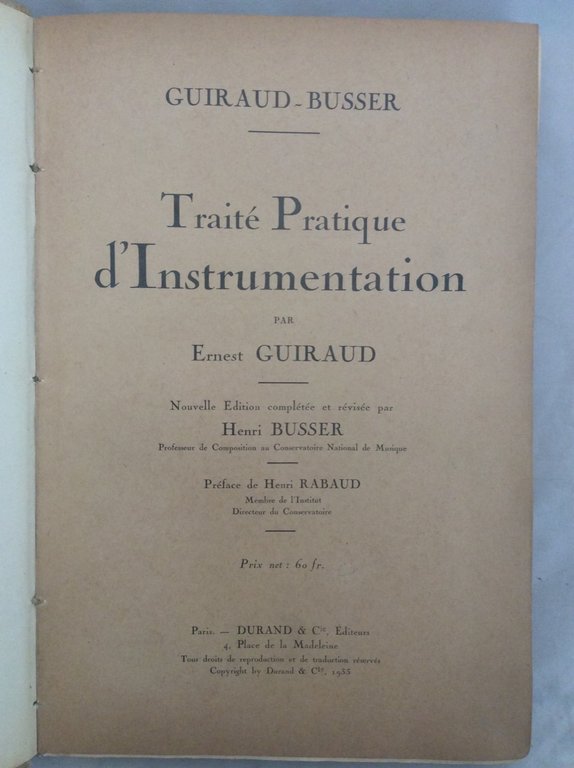 GUIRAUD-BUSSER
Traité Pratique
d'Instrumentation
PAR
Ernest GUIRAUD
Nouvelle Edition complétée et révisée par
Henri BUSSER
Professeur de Composition au Conservatoire National de Musique
Préface de Henri RABAUD
Membre de l'Institut
Directeur du Conservatoire
Prix net : 60 fr.
Paris. — DURAND & Cie, Éditeurs
4, Place de la Madeleine
Tous droits de reproduction et de traduction réservés
Copyright by Durand & Cie, 1933